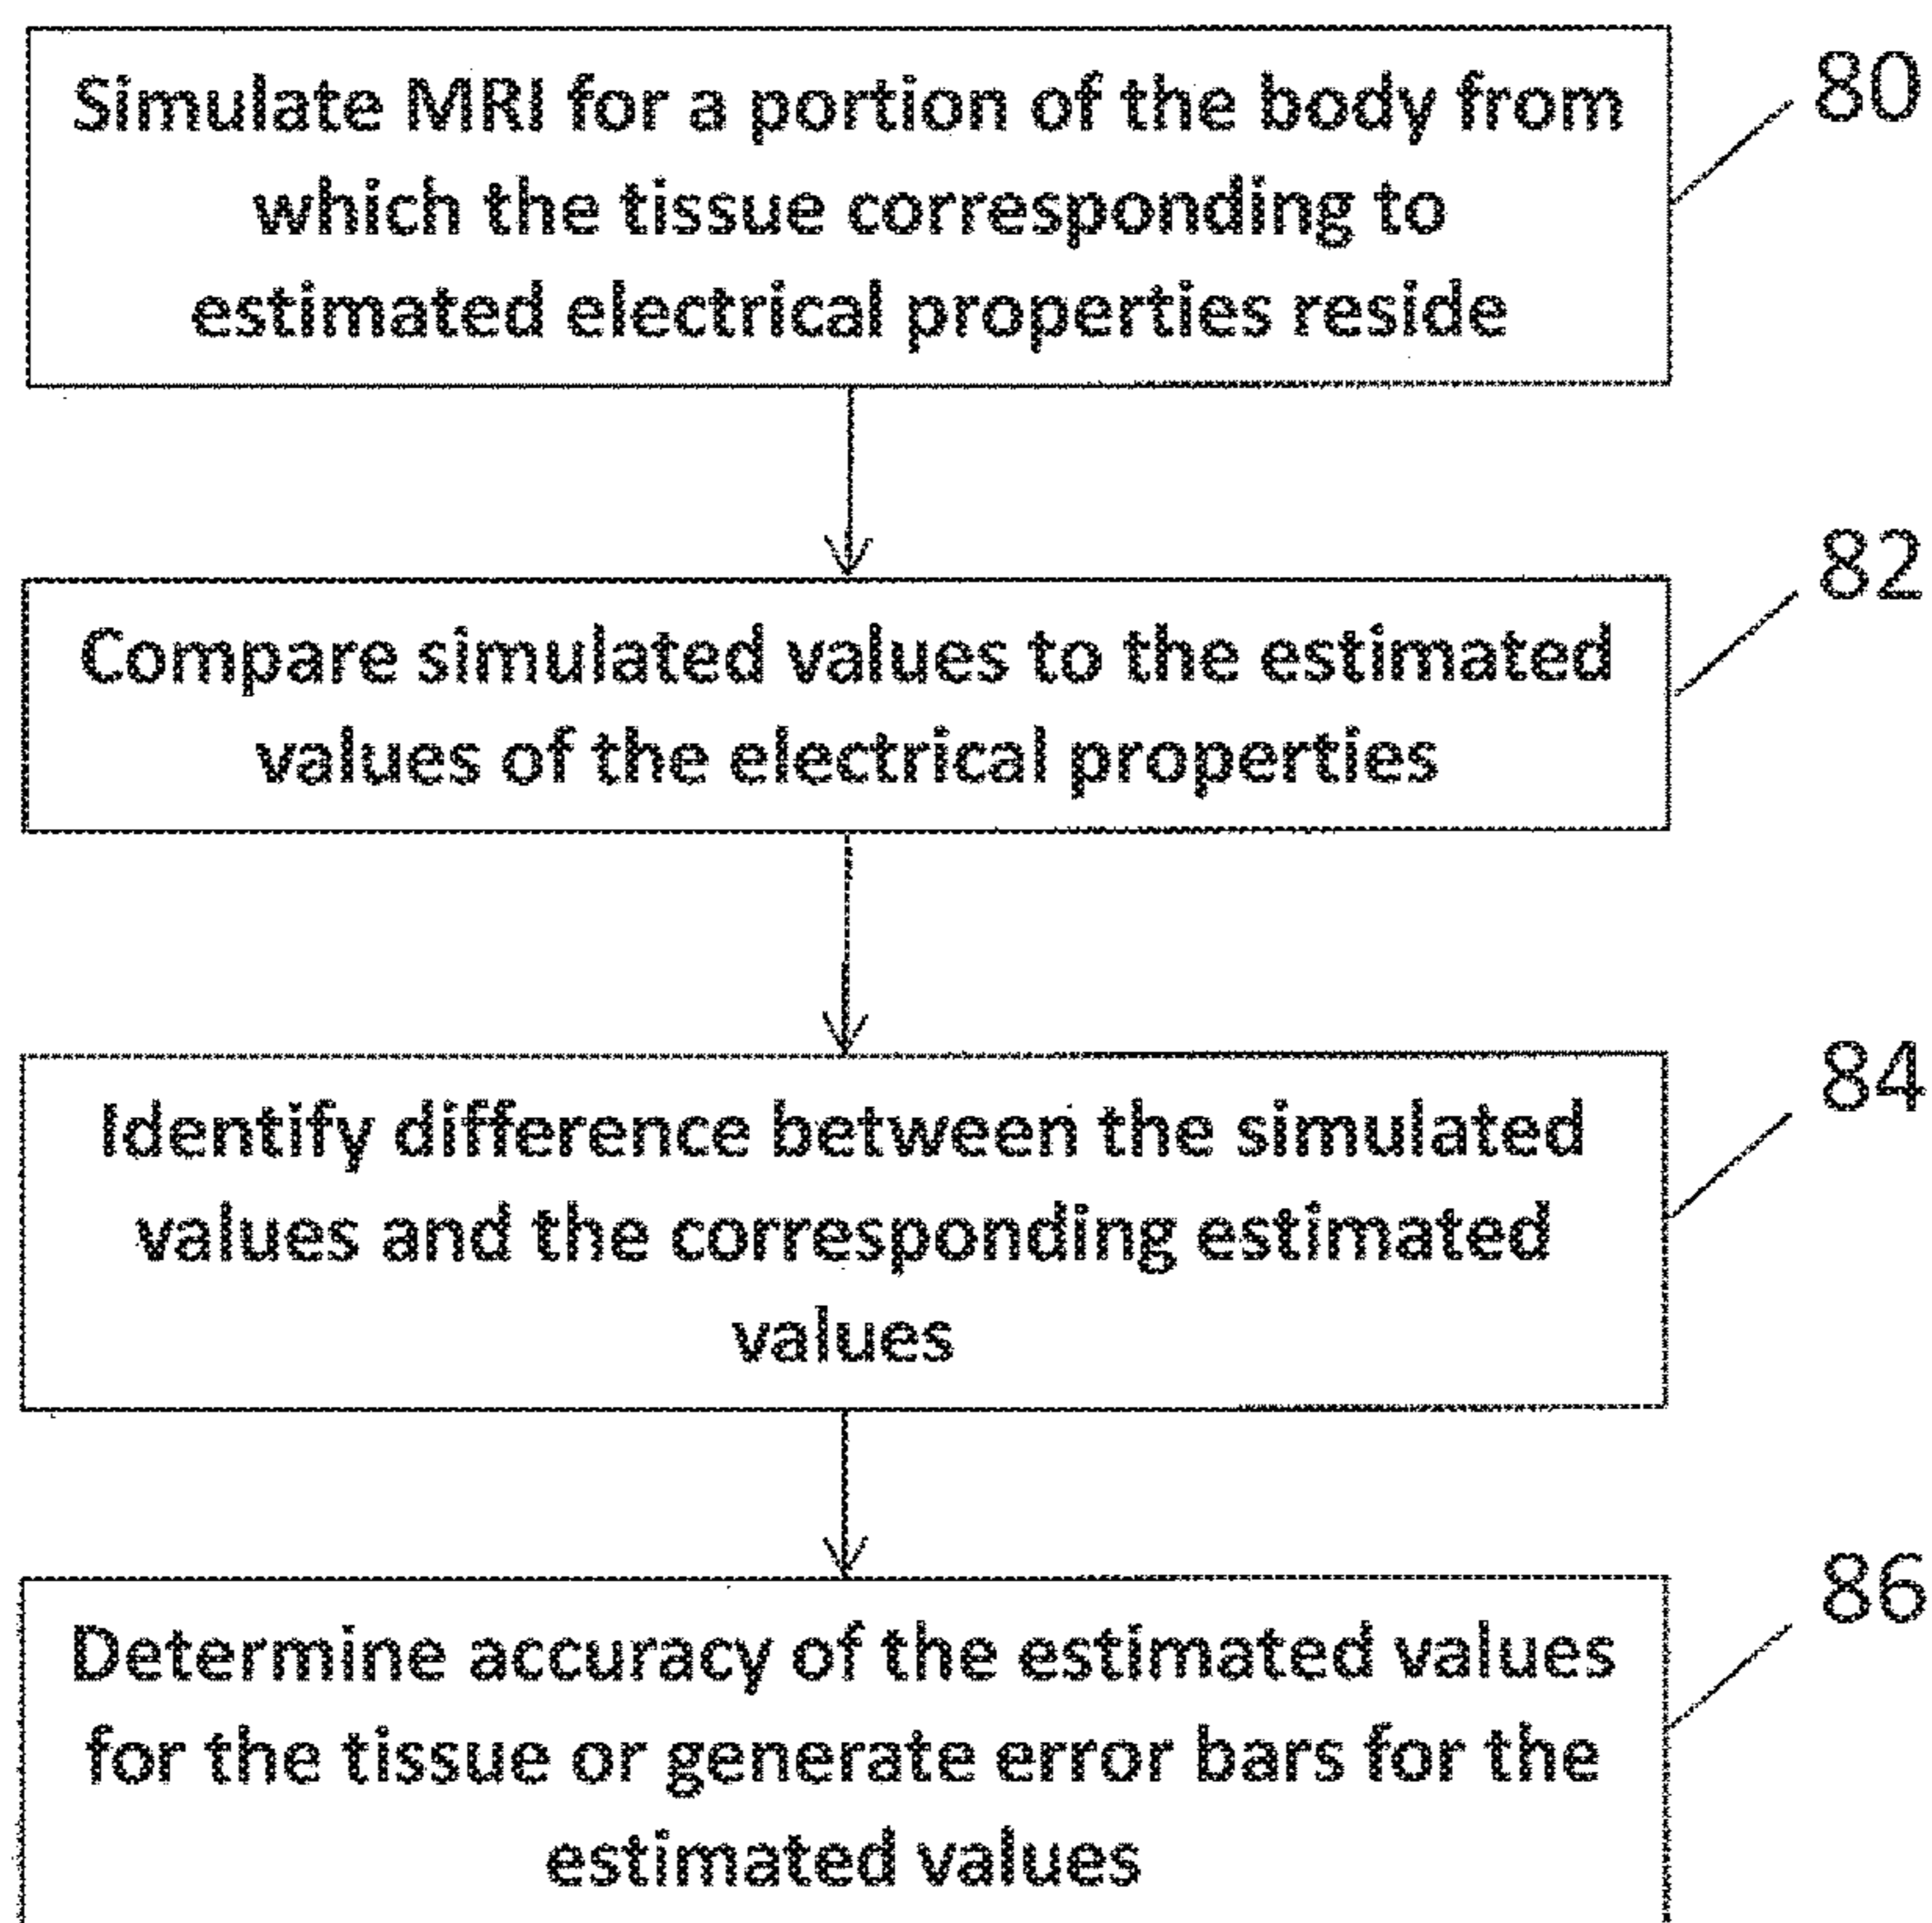 Simulate MRI for a portion of the body from
which the tissue corresponding to
estimated electrical properties reside
80
Compare simulated values to the estimated
values of the electrical properties
82
Identify difference between the simulated
values and the corresponding estimated
values
84
Determine accuracy of the estimated values
for the tissue or generate error bars for the
estimated values
86